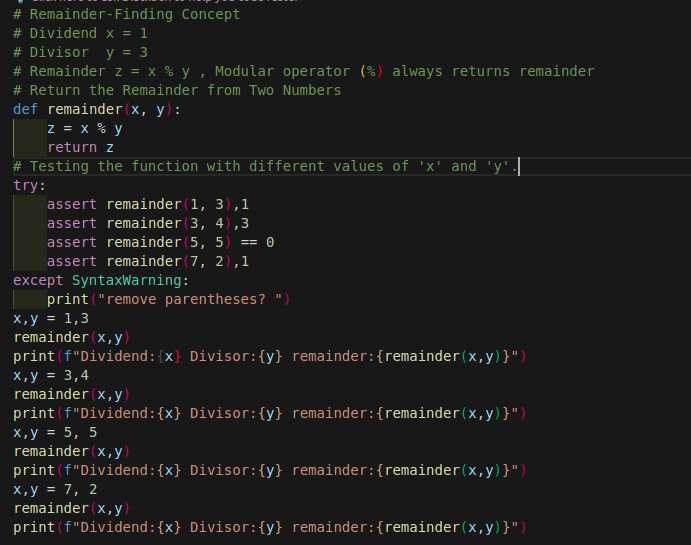 # Remainder-Finding Concept
# Dividend x = 1
# Divisor  y = 3
# Remainder z = x % y , Modular operator (%) always returns remainder
# Return the Remainder from Two Numbers
def remainder(x, y):
    z = x % y
    return z
# Testing the function with different values of 'x' and 'y'.
try:
    assert remainder(1, 3),1
    assert remainder(3, 4),3
    assert remainder(5, 5) == 0
    assert remainder(7, 2),1
except SyntaxWarning:
    print("remove parentheses? ")
x,y = 1,3
remainder(x,y)
print(f"Dividend:{x} Divisor:{y} remainder:{remainder(x,y)}")
x,y = 3,4
remainder(x,y)
print(f"Dividend:{x} Divisor:{y} remainder:{remainder(x,y)}")
x,y = 5, 5
remainder(x,y)
print(f"Dividend:{x} Divisor:{y} remainder:{remainder(x,y)}")
x,y = 7, 2
remainder(x,y)
print(f"Dividend:{x} Divisor:{y} remainder:{remainder(x,y)}")